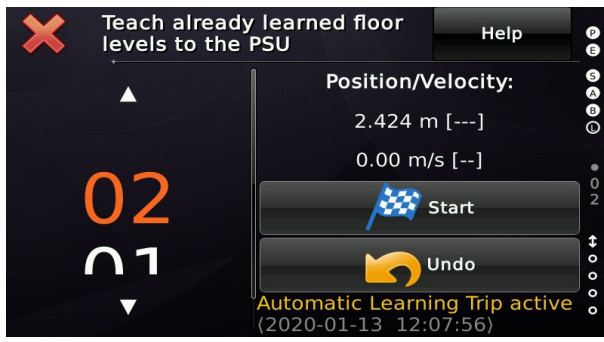 Teach already learned floor
levels to the PSU
Help
Position/Velocity:
2.424 m [---]
0.00 m/s [--]
02
01
Start
Undo
Automatic Learning Trip active
(2020-01-13 12:07:56)
P
E
S
A
B
L
0
2